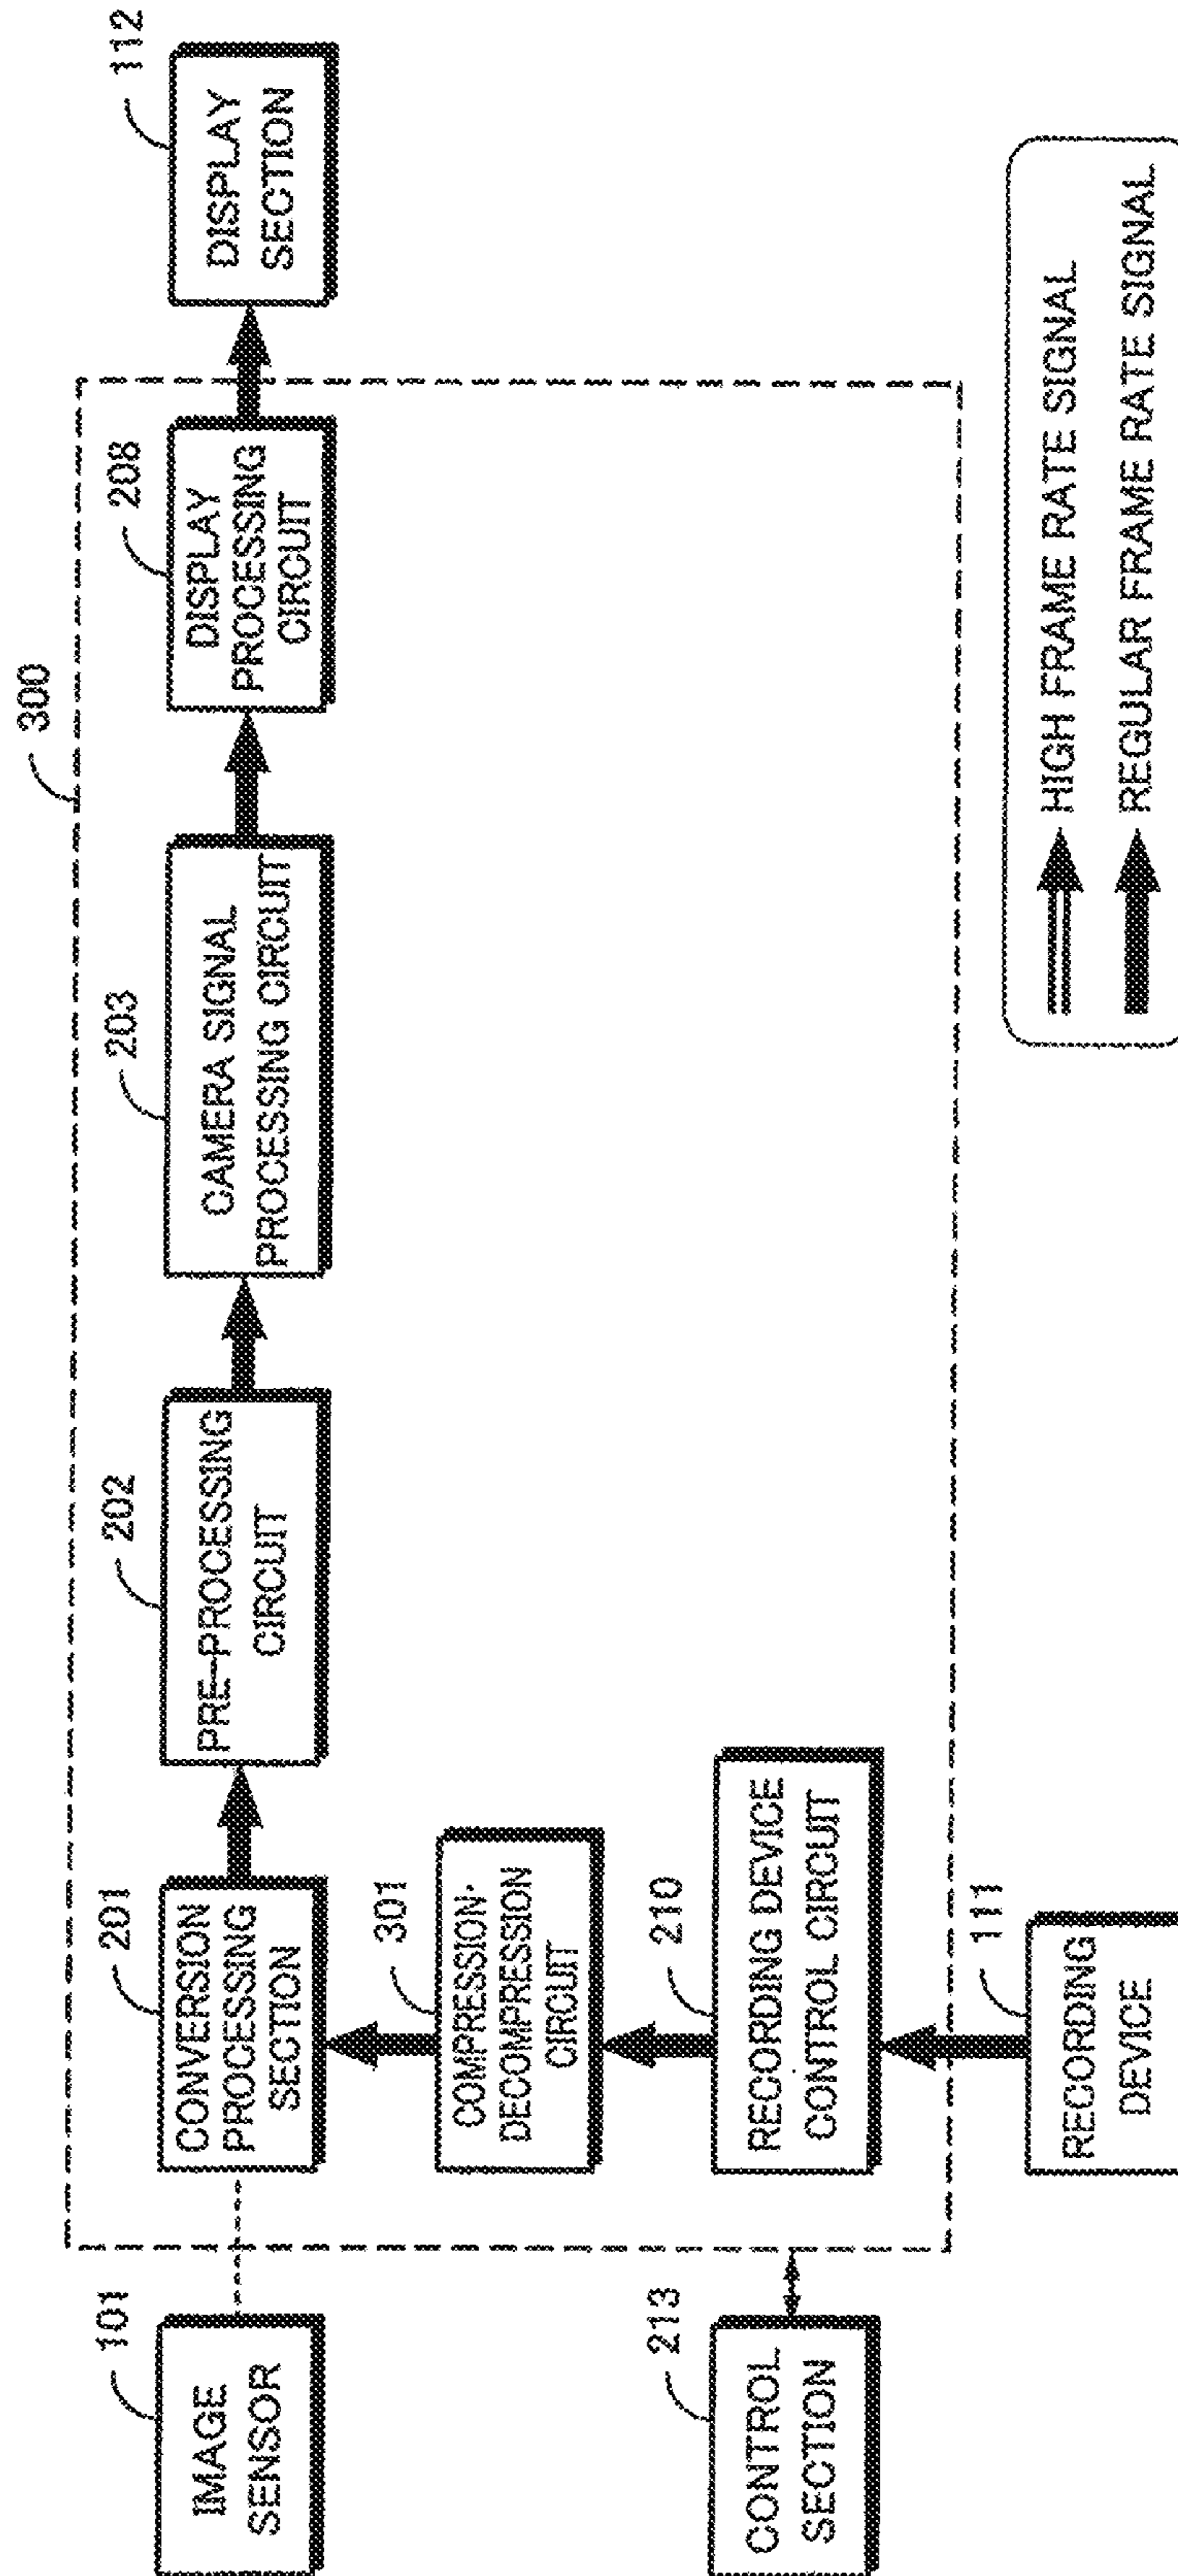 300
101
IMAGE
SENSOR
201
CONVERSION
PROCESSING
SECTION
202
PRE-PROCESSING
CIRCUIT
203
CAMERA SIGNAL
PROCESSING CIRCUIT
208
DISPLAY
PROCESSING
CIRCUIT
112
DISPLAY
SECTION
301
COMPRESSION·
DECOMPRESSION
CIRCUIT
213
CONTROL
SECTION
210
RECORDING DEVICE
CONTROL CIRCUIT
111
RECORDING
DEVICE
HIGH FRAME RATE SIGNAL
REGULAR FRAME RATE SIGNAL